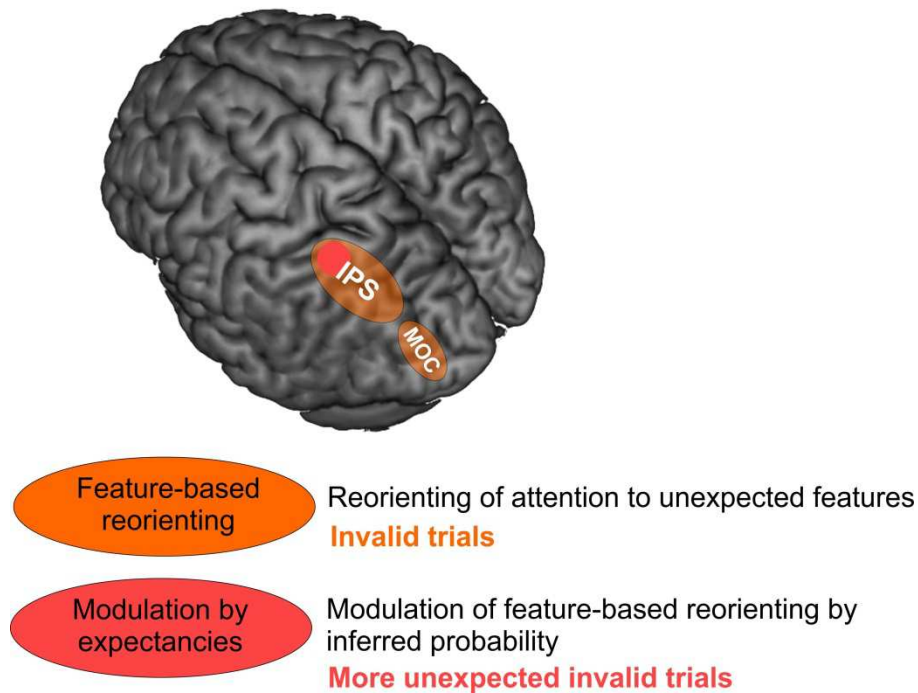 IPS
MOC
Feature-based
reorienting
Reorienting of attention to unexpected features
Invalid trials
Modulation by
expectancies
Modulation of feature-based reorienting by
inferred probability
More unexpected invalid trials